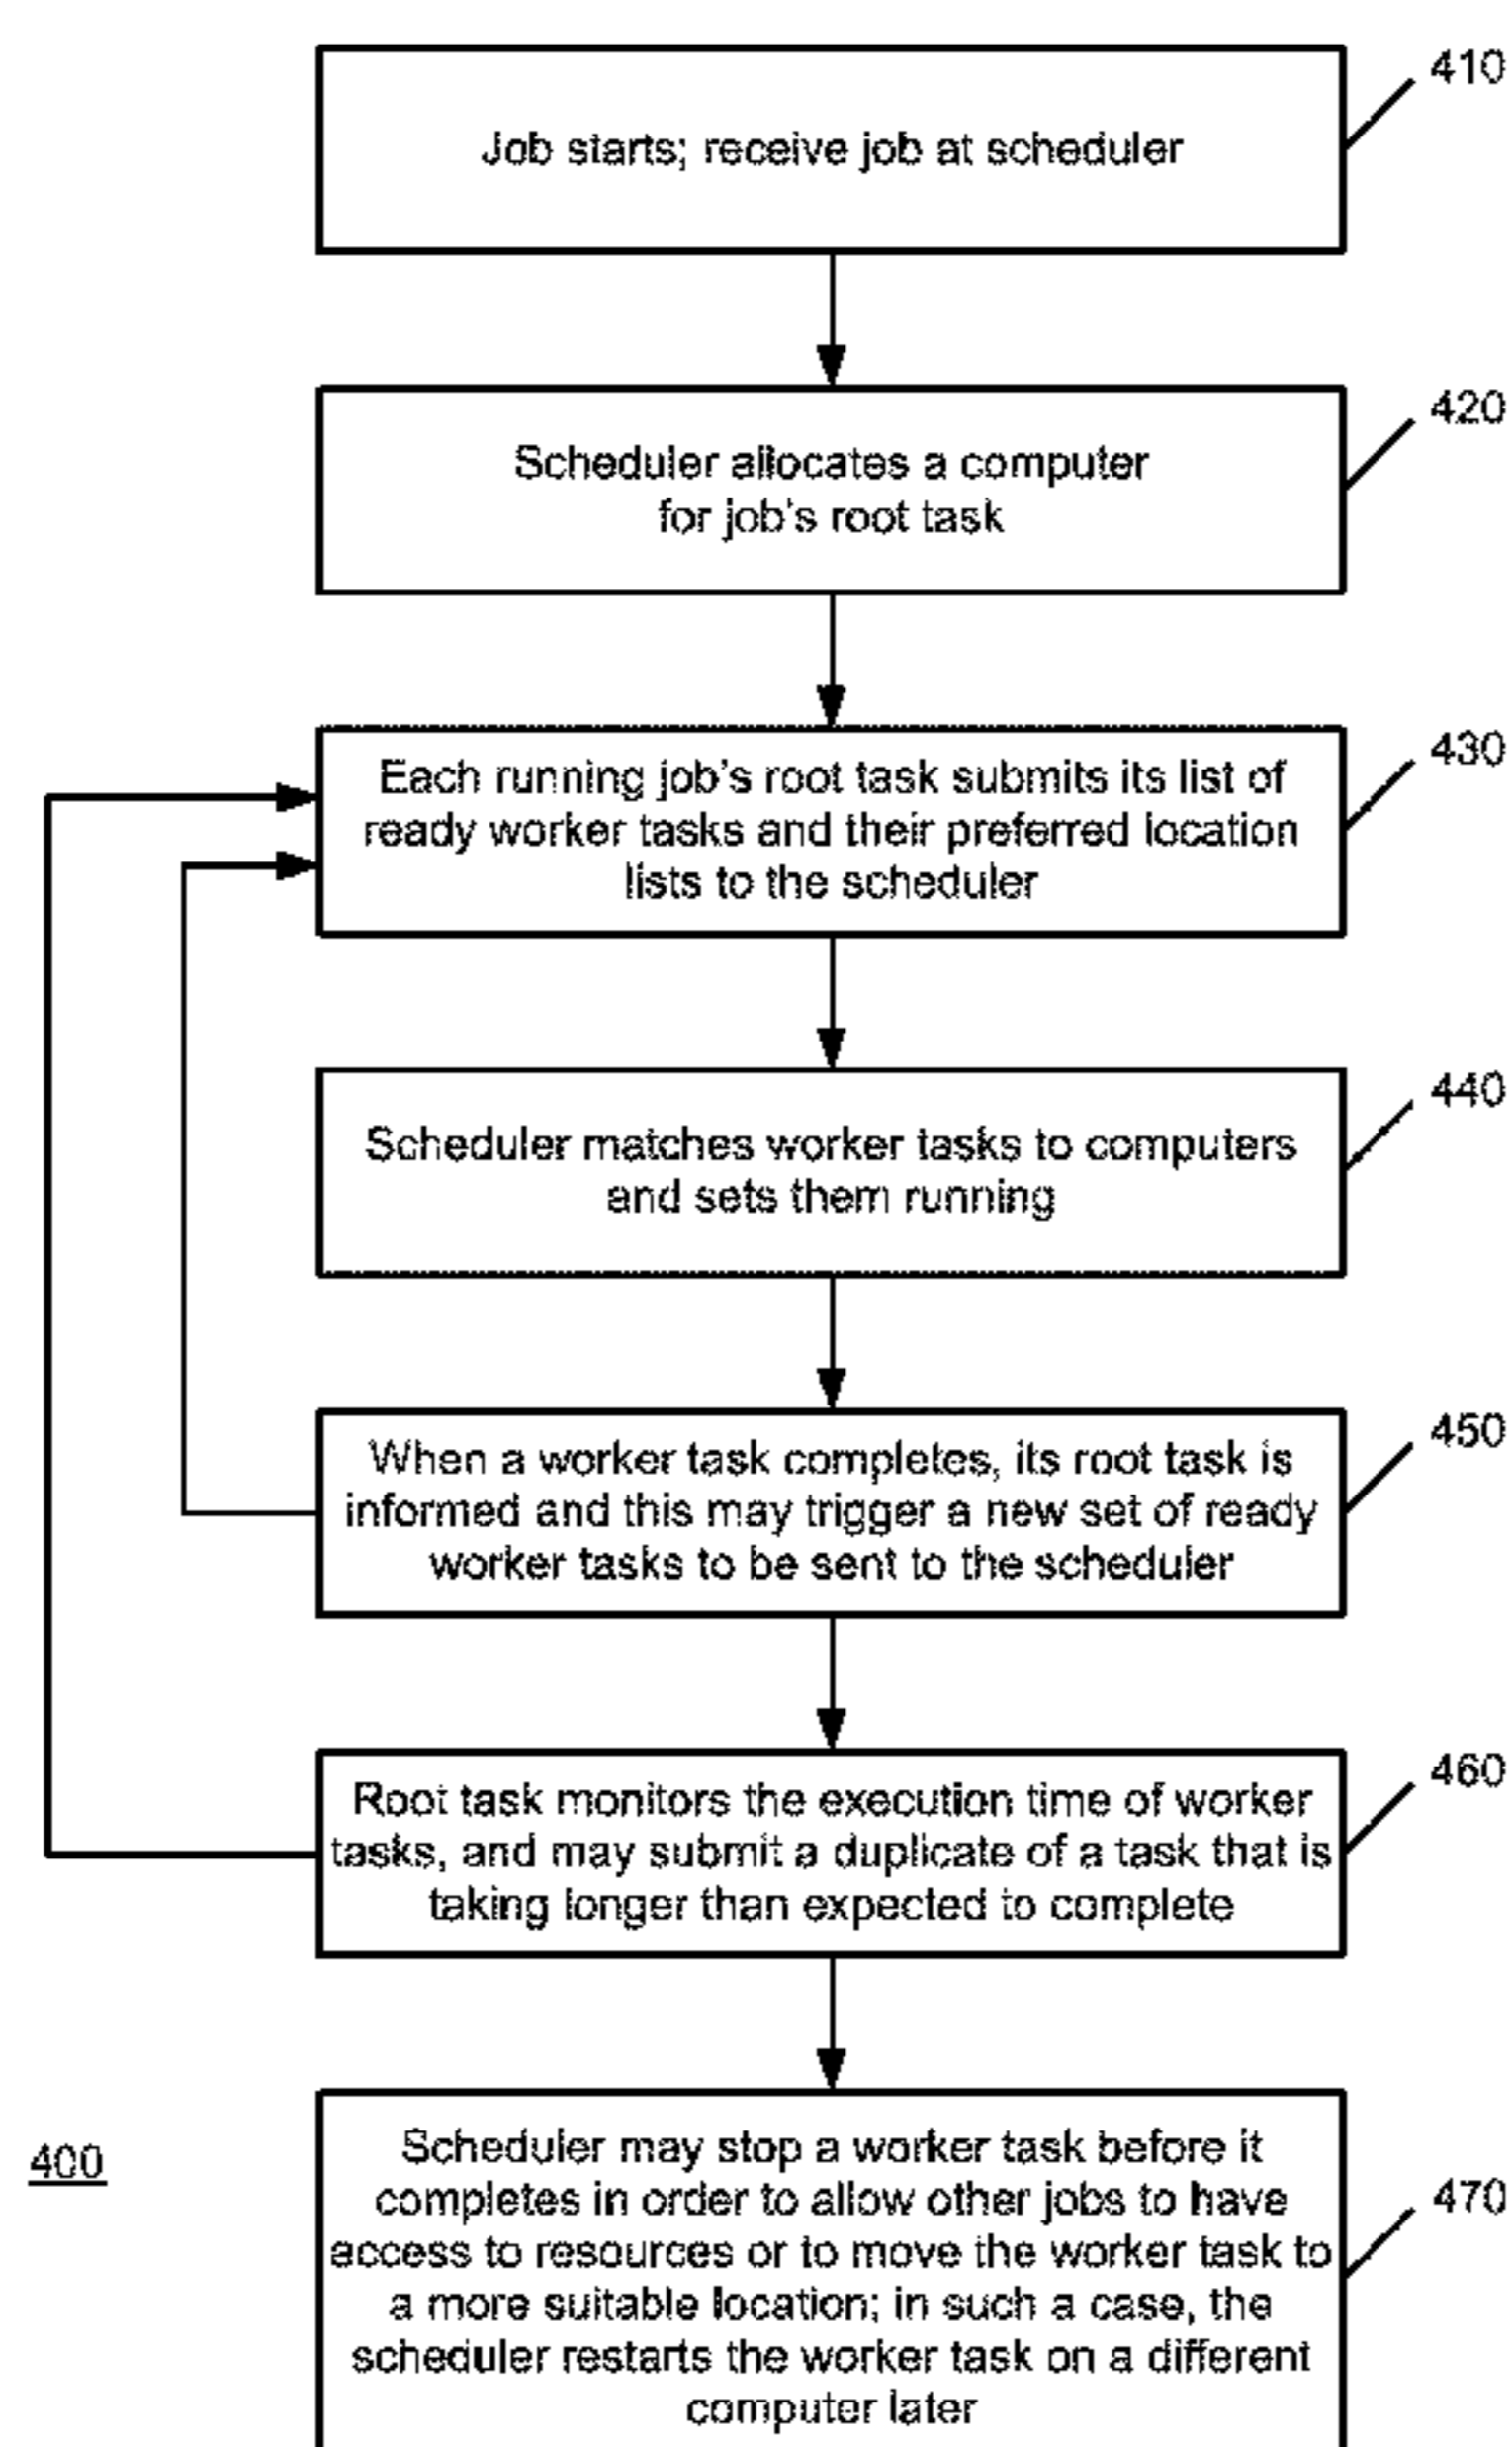 410
Job starts; receive job at scheduler
420
Scheduler allocates a computer
for job's root task
430
Each running job's root task submits its list of
ready worker tasks and their preferred location
lists to the scheduler
440
Scheduler matches worker tasks to computers
and sets them running
450
When a worker task completes, its root task is
informed and this may trigger a new set of ready
worker tasks to be sent to the scheduler
460
Root task monitors the execution time of worker
tasks, and may submit a duplicate of a task that is
taking longer than expected to complete
400
470
Scheduler may stop a worker task before it
completes in order to allow other jobs to have
access to resources or to move the worker task to
a more suitable location; in such a case, the
scheduler restarts the worker task on a different
computer later